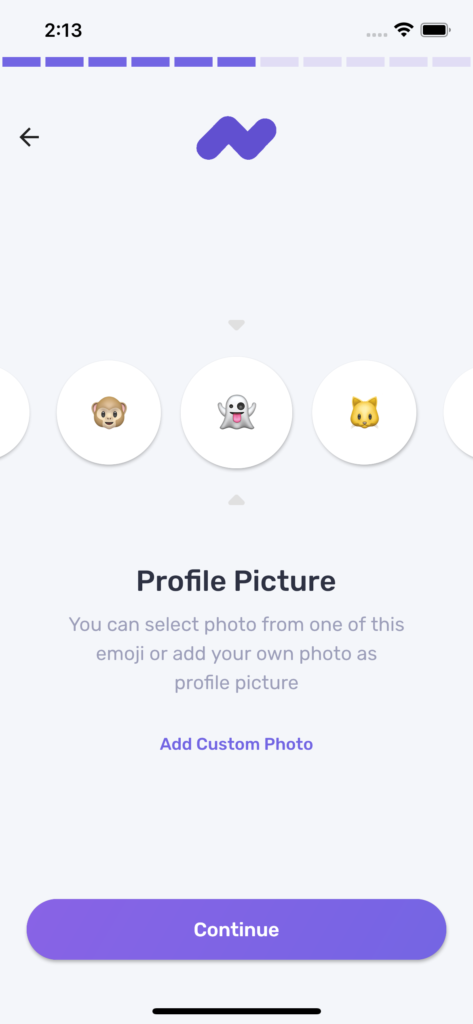 2:13
Profile Picture
You can select photo from one of this
emoji or add your own photo as
profile picture
Add Custom Photo
Continue